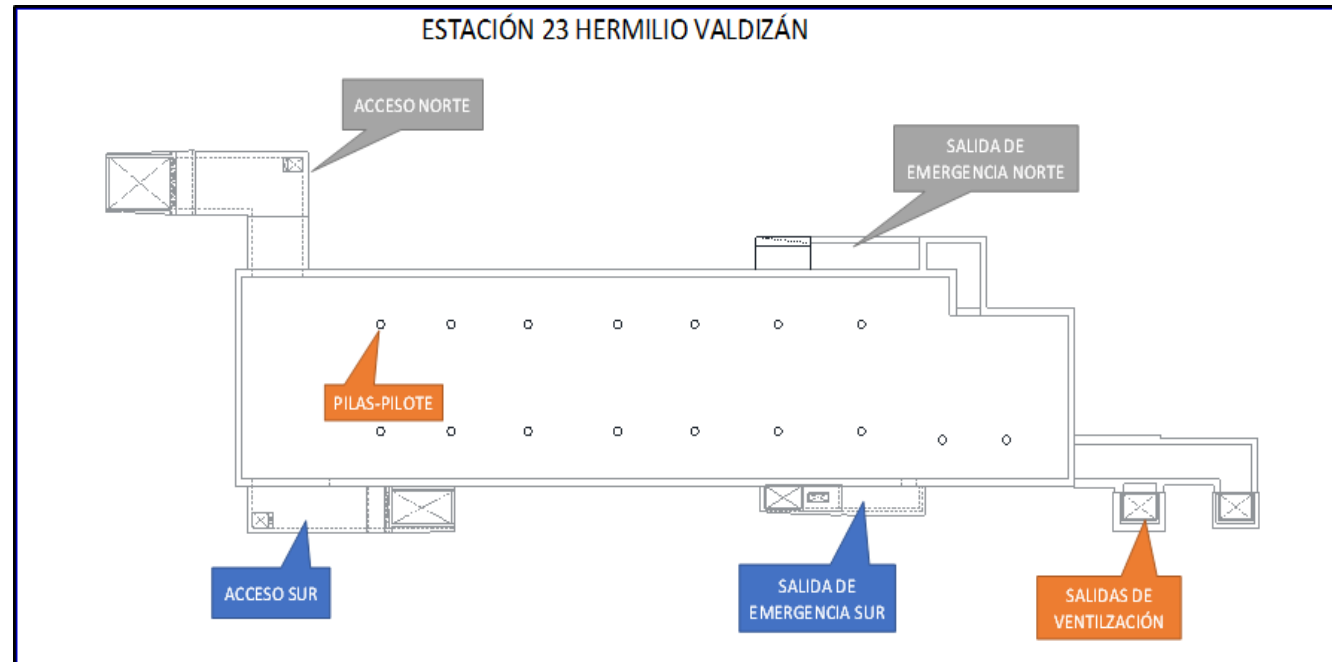 ESTACIÓN 23 HERMILIO VALDIZÁN
ACCESO NORTE
SALIDA DE
EMERGENCIA NORTE
PILAS-PILOTE
ACCESO SUR
SALIDA DE
EMERGENCIA SUR
SALIDAS DE
VENTILZACIÓN